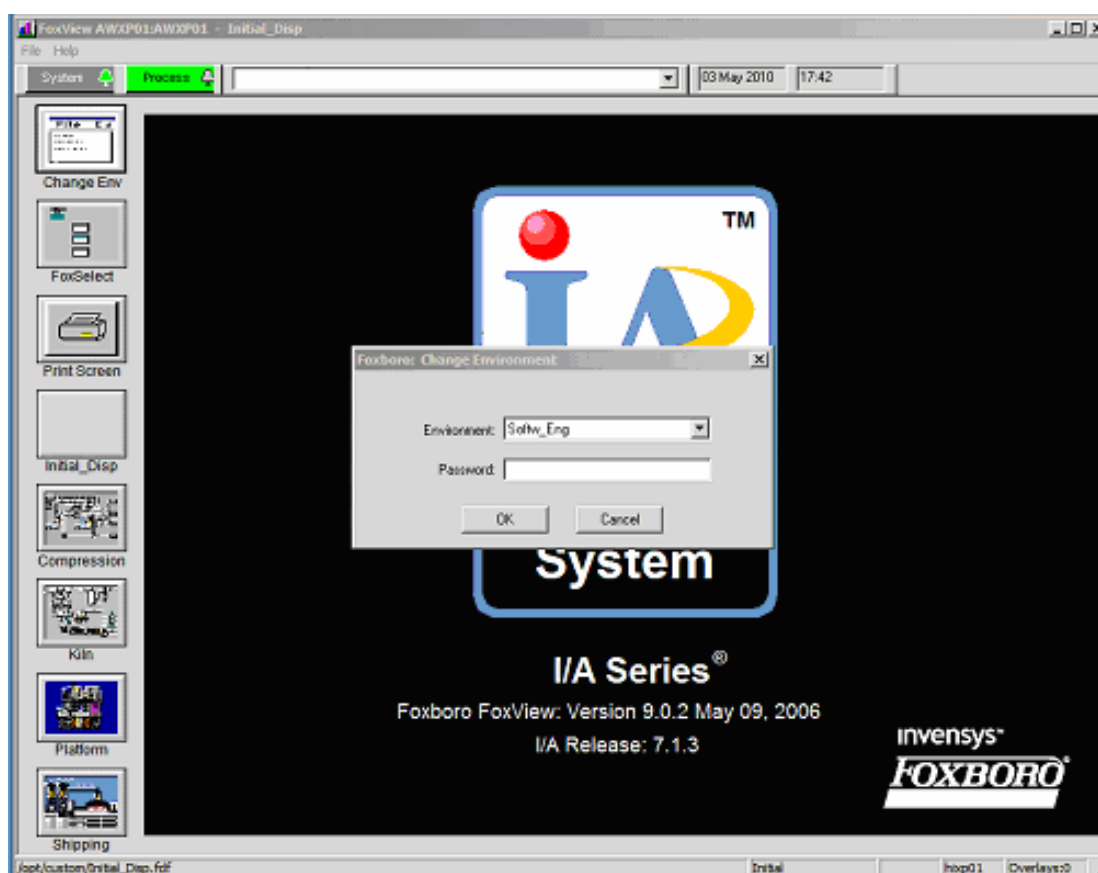 FoxView AWXP01:AWXP01 - Initial_Disp
File Help
System
Process
03 May 2010
17:42
Change Env
FoxSelect
Print Screen
Initial_Disp
Compression
Kiln
Platform
Shipping
TM
Foxboro: Change Environment
Environment: Softw_Eng
Password:
OK
Cancel
System
I/A Series®
Foxboro FoxView: Version 9.0.2 May 09, 2006
I/A Release: 7.1.3
invensys™
FOXBORO®
/opt/custom/Initial_Disp.fdf
Initial
Overlays:0